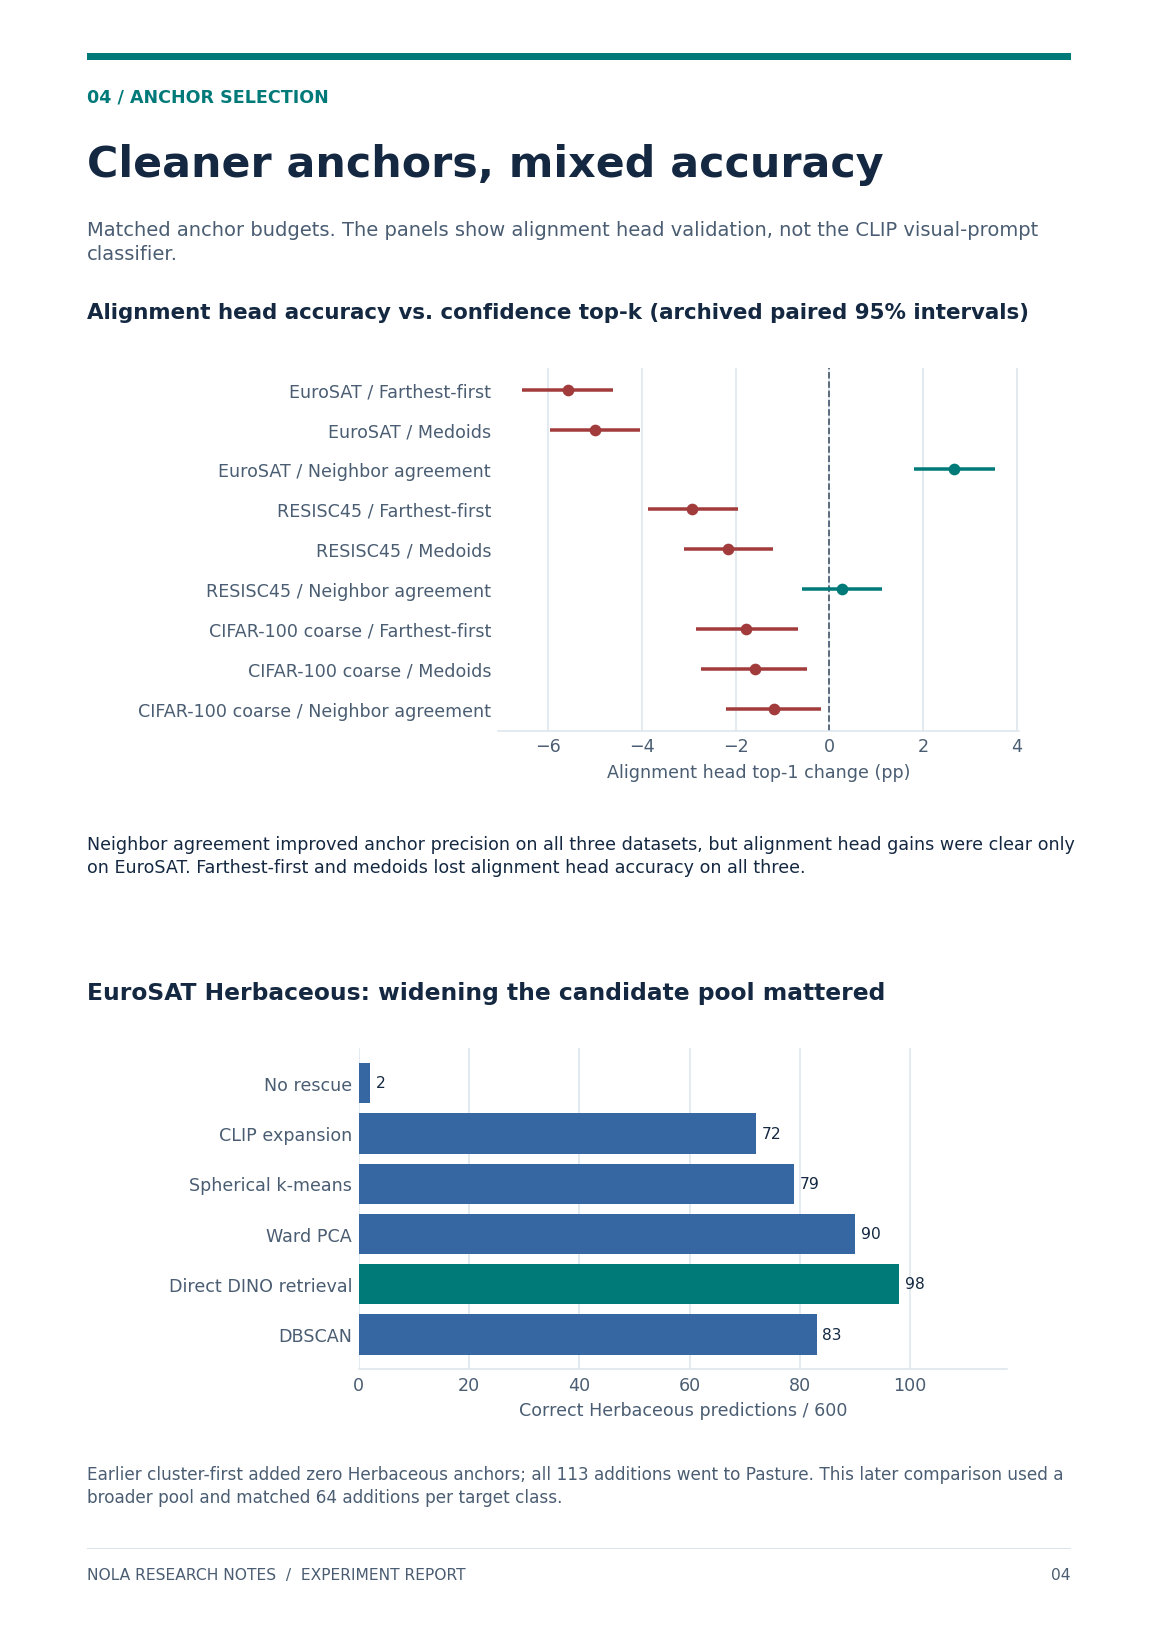 04 / ANCHOR SELECTION
Cleaner anchors, mixed accuracy
Matched anchor budgets. The panels show alignment head validation, not the CLIP visual-prompt
classifier.
Alignment head accuracy vs. confidence top-k (archived paired 95% intervals)
EuroSAT / Farthest-first
EuroSAT / Medoids
EuroSAT / Neighbor agreement
RESISC45 / Farthest-first
RESISC45 / Medoids
RESISC45 / Neighbor agreement
CIFAR-100 coarse / Farthest-first
CIFAR-100 coarse / Medoids
CIFAR-100 coarse / Neighbor agreement
−6 −4 −2 0 2 4
Alignment head top-1 change (pp)
Neighbor agreement improved anchor precision on all three datasets, but alignment head gains were clear only
on EuroSAT. Farthest-first and medoids lost alignment head accuracy on all three.
EuroSAT Herbaceous: widening the candidate pool mattered
No rescue 2
CLIP expansion 72
Spherical k-means 79
Ward PCA 90
Direct DINO retrieval 98
DBSCAN 83
0 20 40 60 80 100
Correct Herbaceous predictions / 600
Earlier cluster-first added zero Herbaceous anchors; all 113 additions went to Pasture. This later comparison used a
broader pool and matched 64 additions per target class.
NOLA RESEARCH NOTES / EXPERIMENT REPORT 04